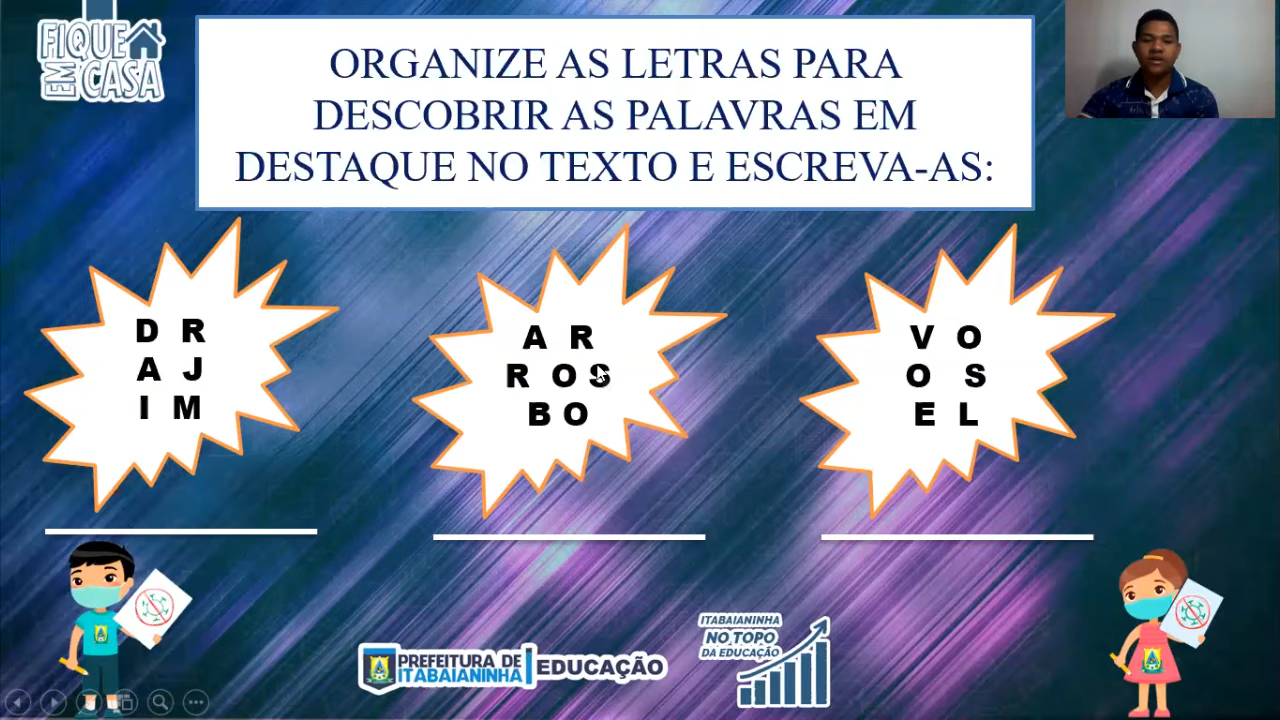 FIQUE
EM
CASA
ORGANIZE AS LETRAS PARA
DESCOBRIR AS PALAVRAS EM
DESTAQUE NO TEXTO E ESCREVA-AS:
D R
A J
I M
A R
R O S
B O
V O
O S
E L
PREFEITURA DE
ITABAIANINHA
EDUCAÇÃO
ITABAIANINHA
NO TOPO
DA EDUCAÇÃO